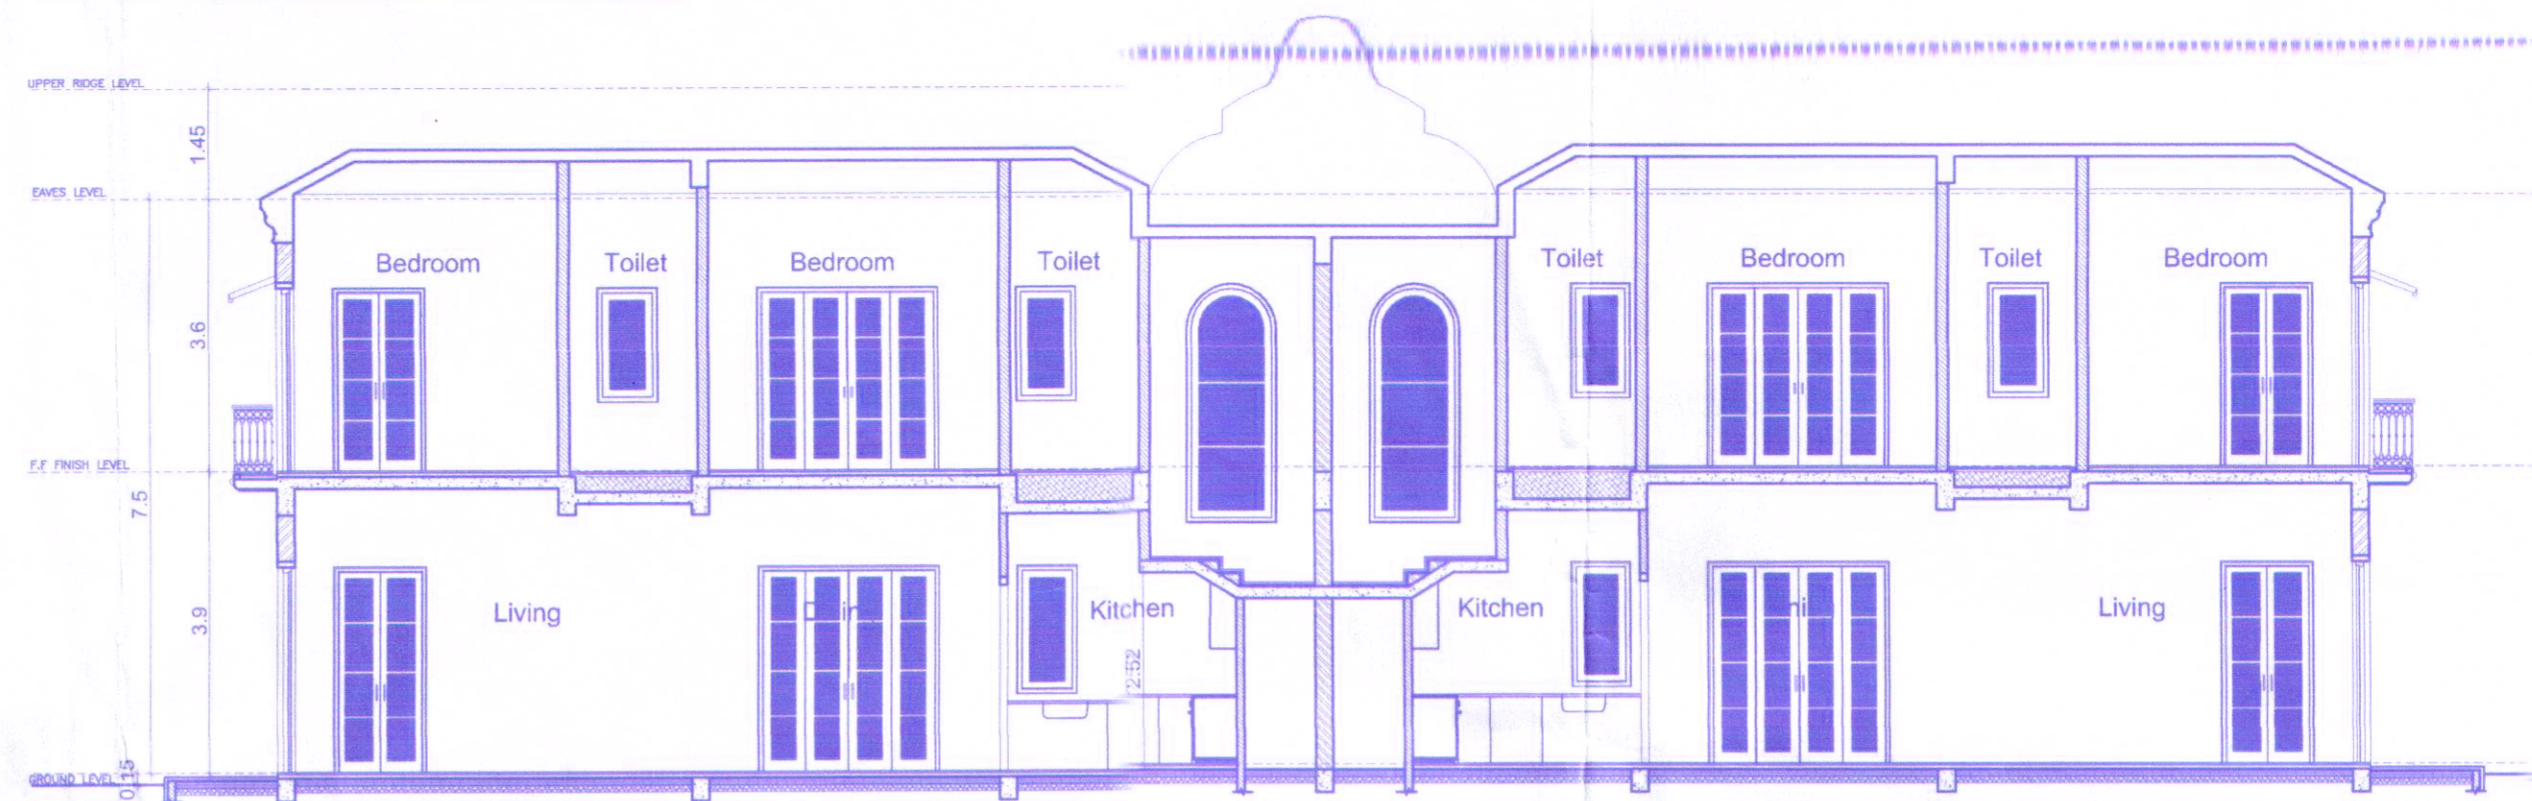 UPPER RIDGE LEVEL
1.45
EAVES LEVEL
Bedroom
Toilet
Bedroom
Toilet
Toilet
Bedroom
Toilet
Bedroom
3.6
F.F FINISH LEVEL
7.5
3.9
Living
Kitchen
Kitchen
Living
2.52
GROUND LEVEL
0.15